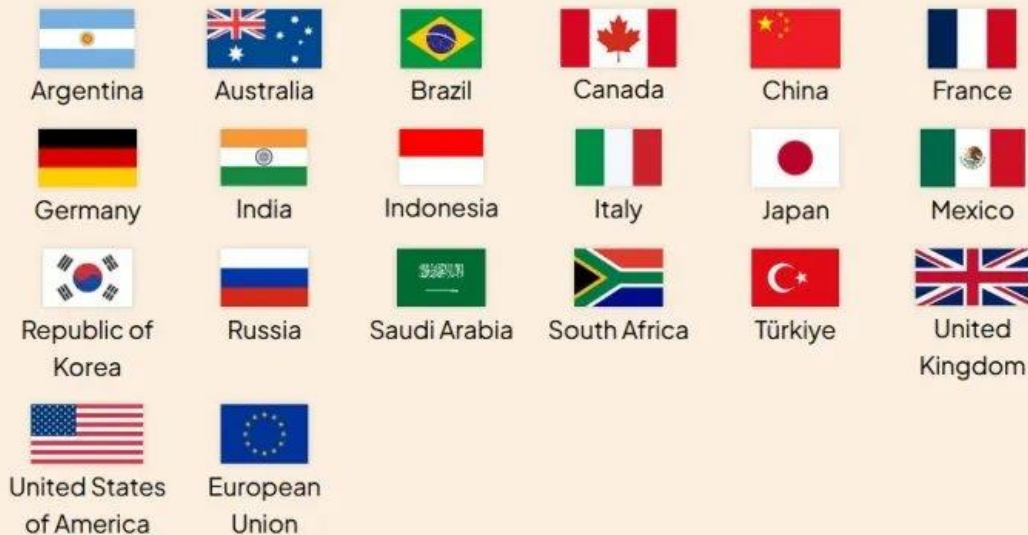 Argentina Australia Brazil Canada China France
Germany India Indonesia Italy Japan Mexico
Republic of Korea Russia Saudi Arabia South Africa Türkiye United Kingdom
United States of America European Union